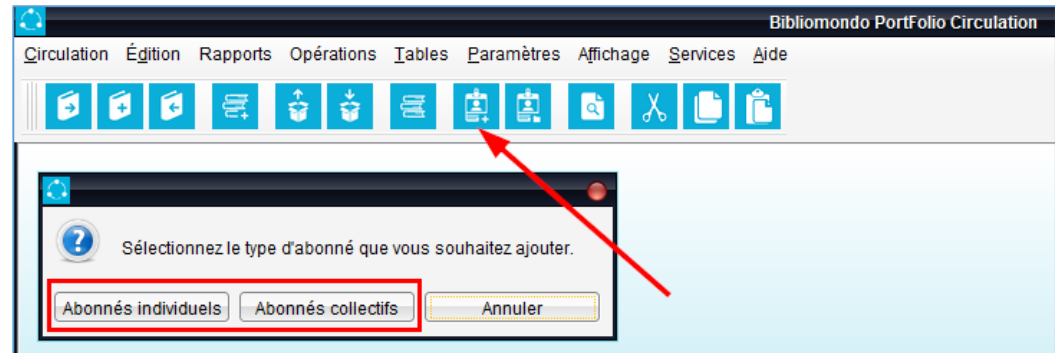 Bibliomondo PortFolio Circulation
Circulation Édition Rapports Opérations Tables Paramètres Affichage Services Aide
Sélectionnez le type d'abonné que vous souhaitez ajouter.
Abonnés individuels Abonnés collectifs Annuler